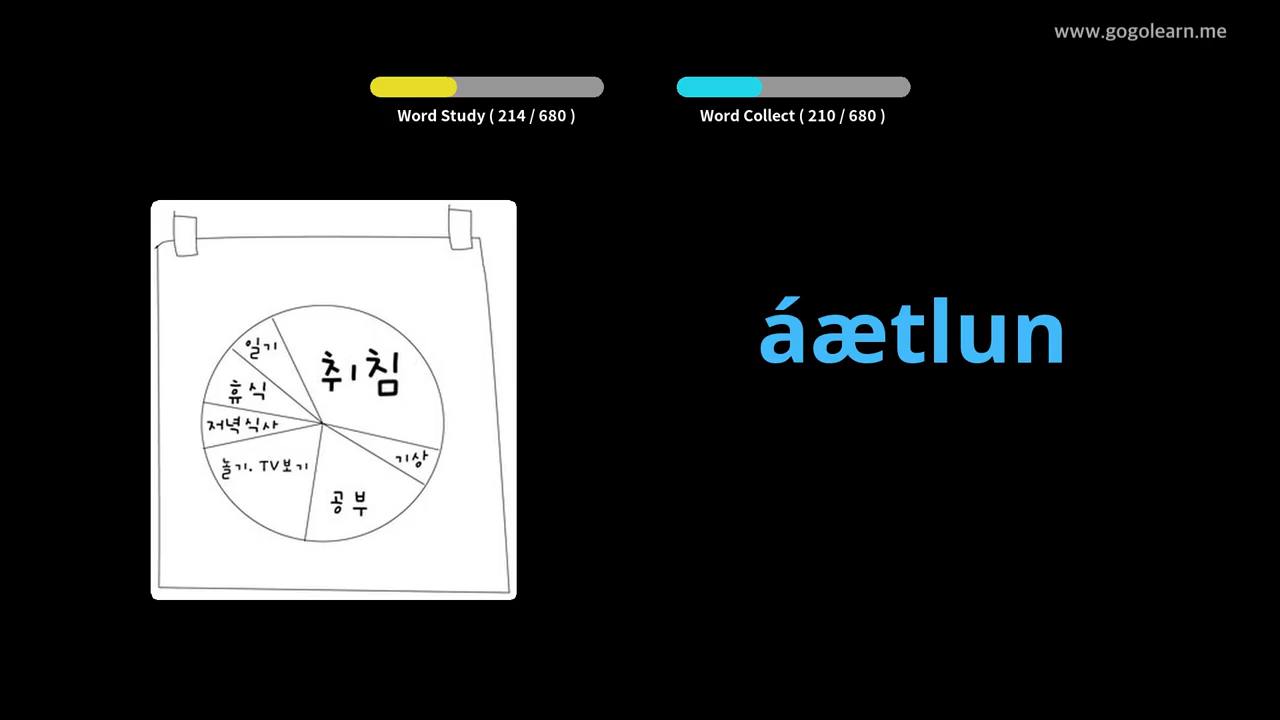 www.gogolearn.me
Word Study ( 214 / 680 )
Word Collect ( 210 / 680 )
일기
취침
휴식
저녁식사
놀기. TV보기
기상
공부
áætlun